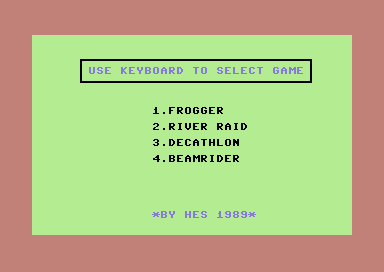 USE KEYBOARD TO SELECT GAME
1.FROGGER
2.RIVER RAID
3.DECATHLON
4.BEAMRIDER
*BY HES 1989*